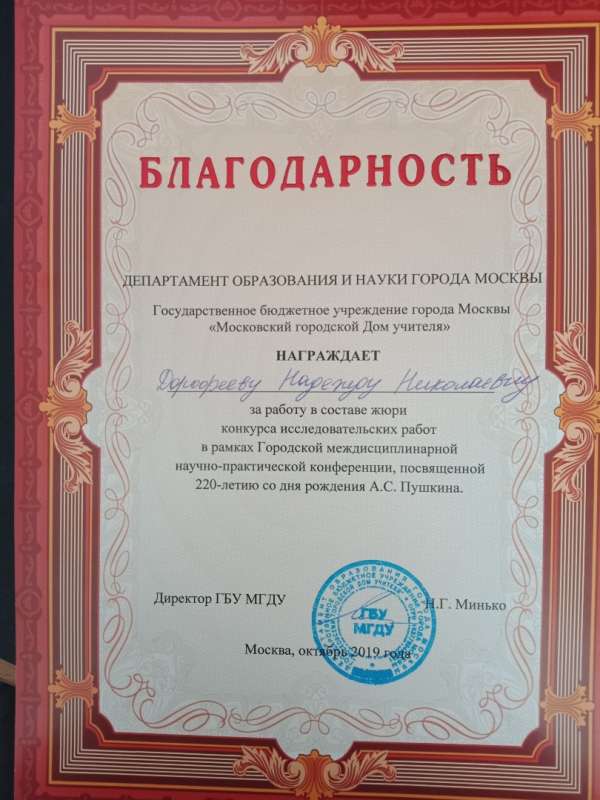 БЛАГОДАРНОСТЬ
ДЕПАРТАМЕНТ ОБРАЗОВАНИЯ И НАУКИ ГОРОДА МОСКВЫ
Государственное бюджетное учреждение города Москвы
«Московский городской Дом учителя»
НАГРАЖДАЕТ
Дорофееву Надежду Николаевну
за работу в составе жюри
конкурса исследовательских работ
в рамках Городской междисциплинарной
научно-практической конференции, посвященной
220-летию со дня рождения А.С. Пушкина.
Директор ГБУ МГДУ
Н.Г. Минько
ГБУ
МГДУ
Москва, октябрь 2019 года